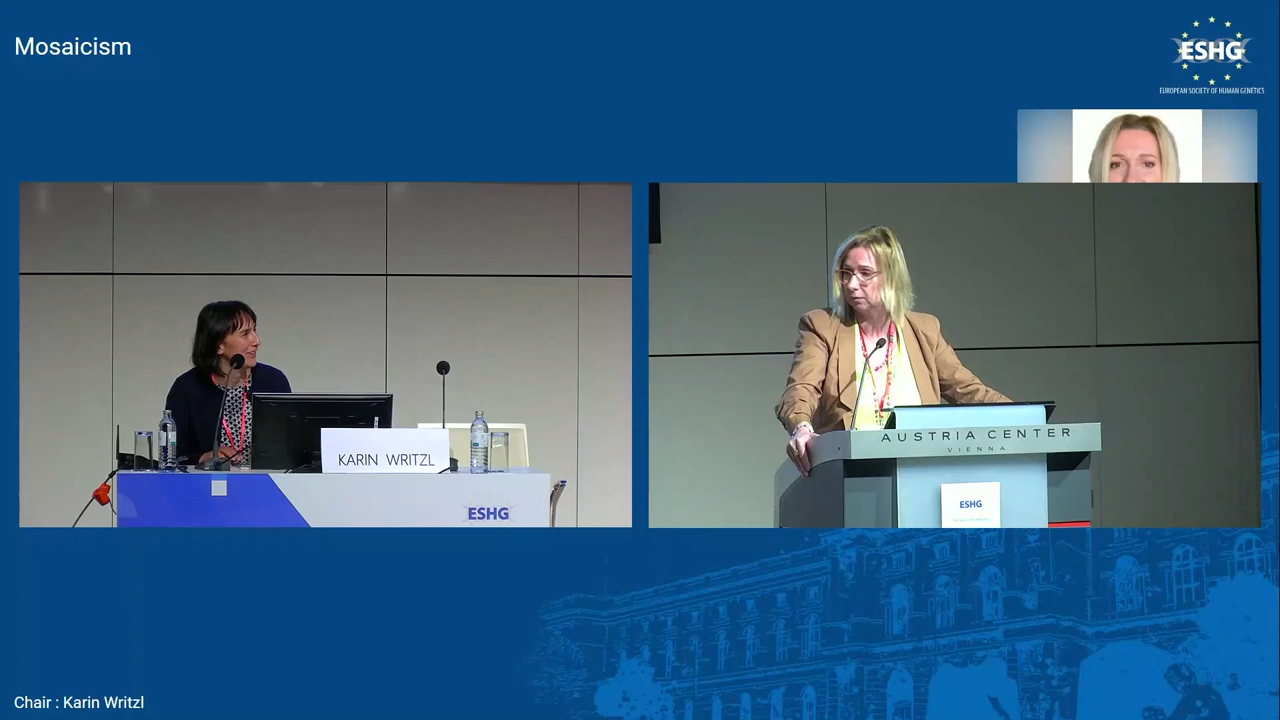 Mosaicism
ESHG
EUROPEAN SOCIETY OF HUMAN GENETICS
KARIN WRITZL
ESHG
AUSTRIA CENTER
VIENNA
ESHG
Chair : Karin Writzl